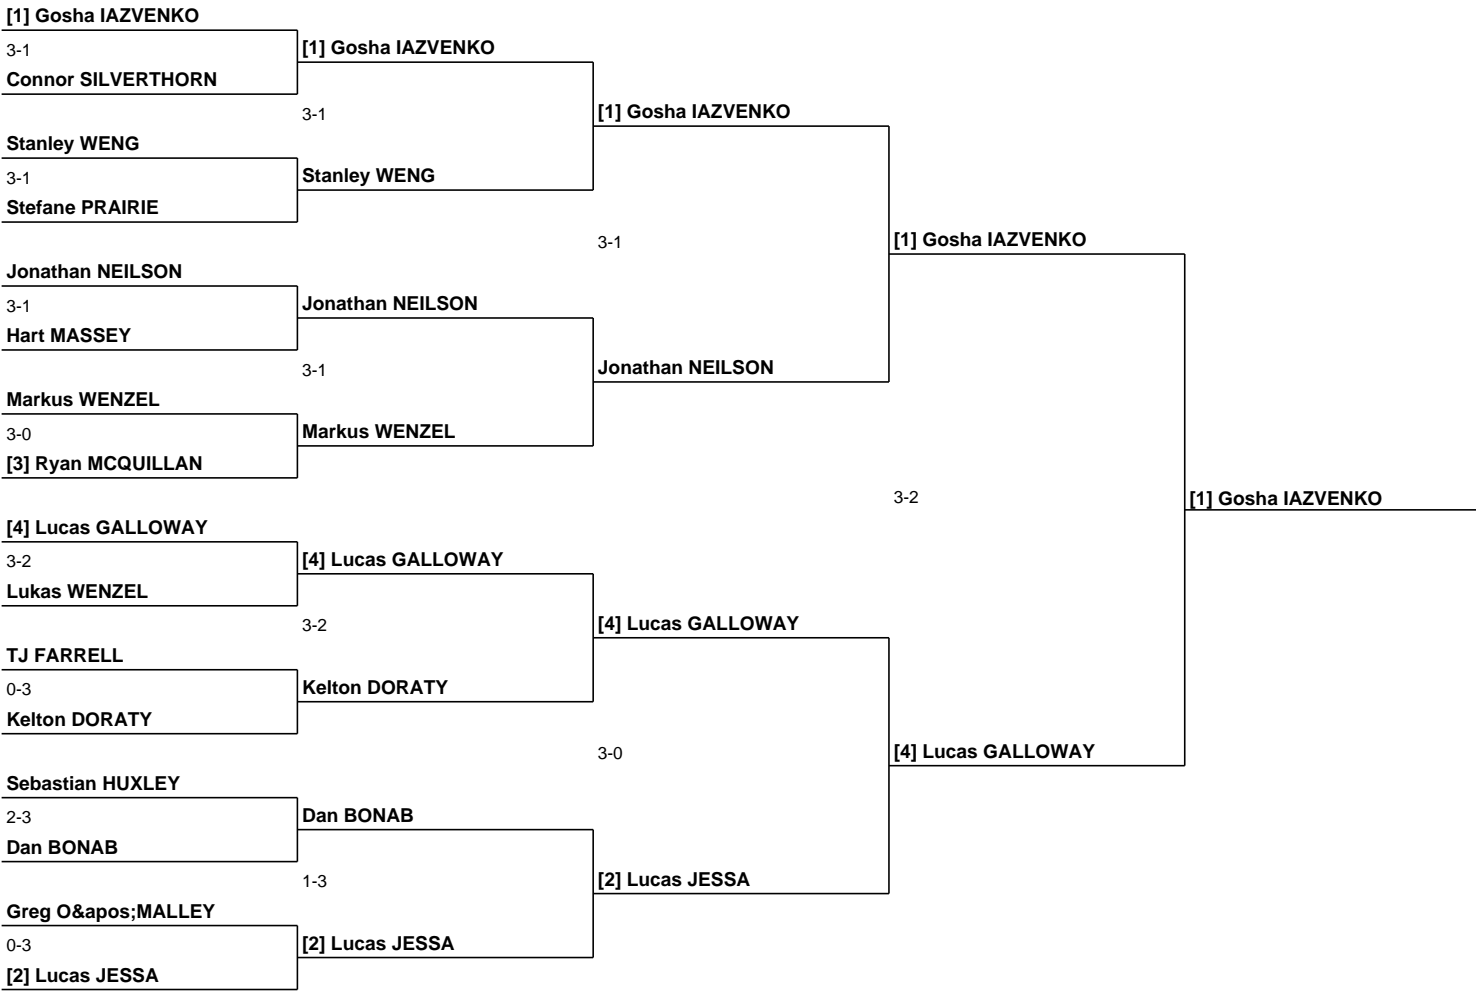 [1] Gosha IAZVENKO
3-1
[1] Gosha IAZVENKO
Connor SILVERTHORN
3-1
[1] Gosha IAZVENKO
Stanley WENG
3-1
Stanley WENG
Stefane PRAIRIE
3-1
[1] Gosha IAZVENKO
Jonathan NEILSON
3-1
Jonathan NEILSON
Hart MASSEY
3-1
Jonathan NEILSON
Markus WENZEL
3-0
Markus WENZEL
[3] Ryan MCQUILLAN
3-2
[1] Gosha IAZVENKO
[4] Lucas GALLOWAY
3-2
[4] Lucas GALLOWAY
Lukas WENZEL
3-2
[4] Lucas GALLOWAY
TJ FARRELL
0-3
Kelton DORATY
Kelton DORATY
3-0
[4] Lucas GALLOWAY
Sebastian HUXLEY
2-3
Dan BONAB
Dan BONAB
1-3
[2] Lucas JESSA
Greg O&apos;MALLEY
0-3
[2] Lucas JESSA
[2] Lucas JESSA